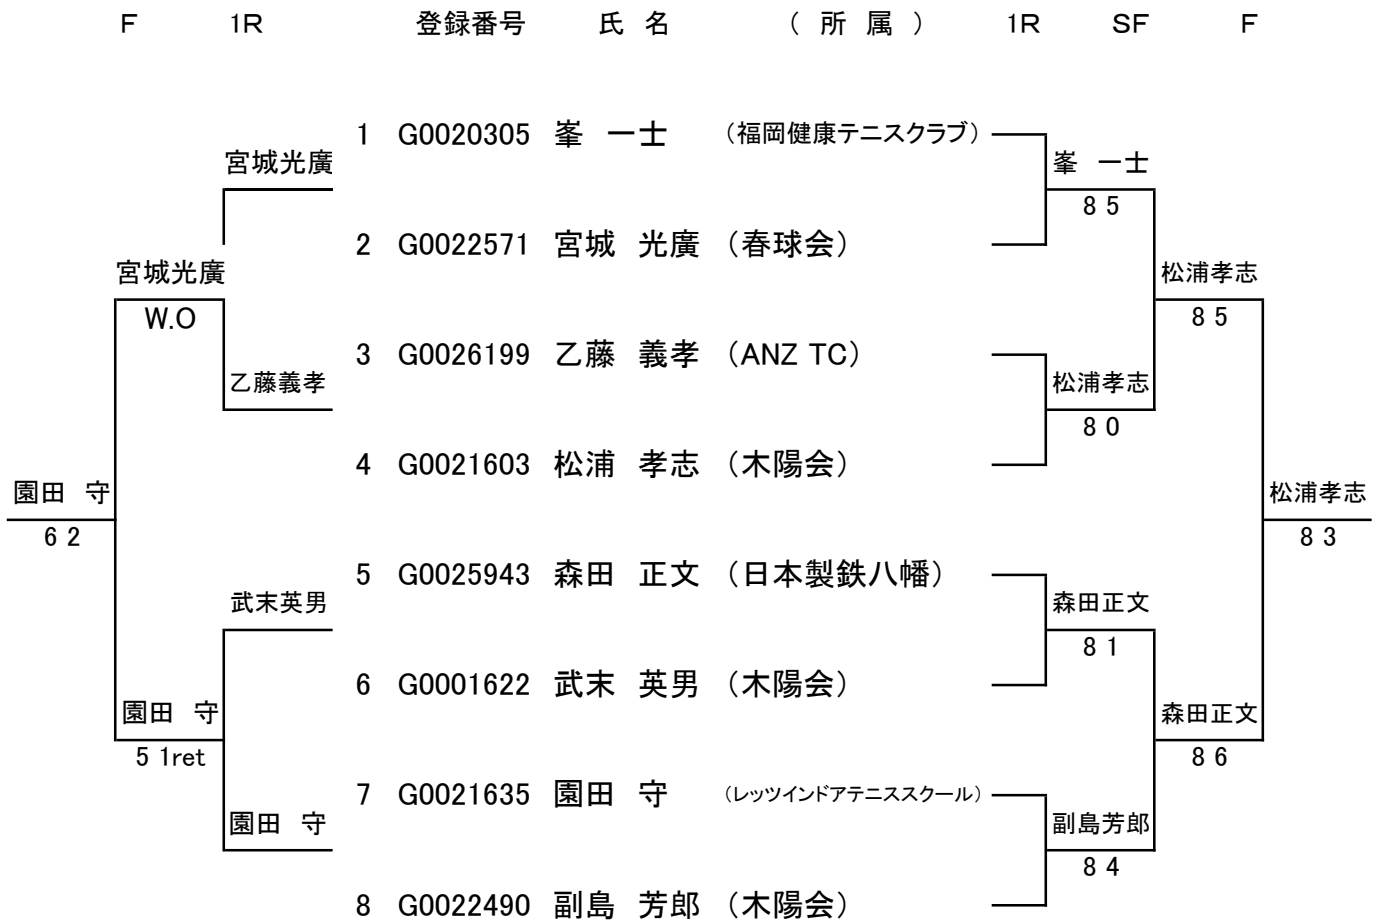 F 1R 登録番号 氏 名 ( 所 属 ) 1R SF F
1 G0020305 峯 一士 (福岡健康テニスクラブ)
宮城光廣 峯 一士
8 5
2 G0022571 宮城 光廣 (春球会)
宮城光廣 松浦孝志
W.O 8 5
3 G0026199 乙藤 義孝 (ANZ TC)
乙藤義孝 松浦孝志
8 0
4 G0021603 松浦 孝志 (木陽会)
園田 守 松浦孝志
6 2 8 3
5 G0025943 森田 正文 (日本製鉄八幡)
武末英男 森田正文
8 1
6 G0001622 武末 英男 (木陽会)
園田 守 森田正文
5 1ret 8 6
7 G0021635 園田 守 (レッツインドアテニススクール)
園田 守 副島芳郎
8 4
8 G0022490 副島 芳郎 (木陽会)